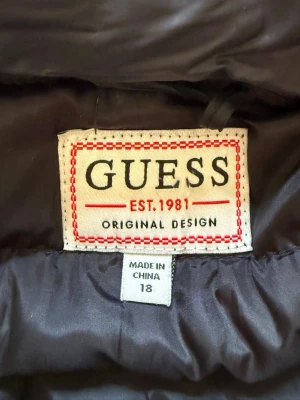 GUESS
EST. 1981
ORIGINAL DESIGN
MADE IN
CHINA
18